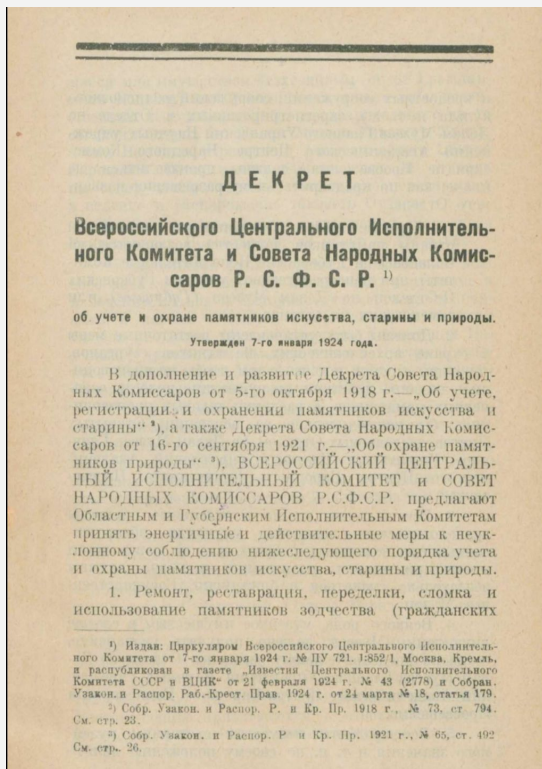 ДЕКРЕТ
Всероссийского Центрального Исполнитель-
ного Комитета и Совета Народных Комис-
саров Р. С. Ф. С. Р. ¹)
об учете и охране памятников искусства, старины и природы.
Утвержден 7-го января 1924 года.
В дополнение и развитие Декрета Совета Народ-
ных Комиссаров от 5-го октября 1918 г.—„Об учете,
регистрации и охранении памятников искусства и
старины“ ²), а также Декрета Совета Народных Комис-
саров от 16-го сентября 1921 г.—„Об охране памят-
ников природы“ ³), ВСЕРОССИЙСКИЙ ЦЕНТРАЛЬ-
НЫЙ ИСПОЛНИТЕЛЬНЫЙ КОМИТЕТ и СОВЕТ
НАРОДНЫХ КОМИССАРОВ Р.С.Ф.С.Р. предлагают
Областным и Губернским Исполнительным Комитетам
принять энергичные и действительные меры к неук-
лонному соблюдению нижеследующего порядка учета
и охраны памятников искусства, старины и природы.
1. Ремонт, реставрация, переделки, сломка и
использование памятников зодчества (гражданских
¹) Издан: Циркуляром Всероссийского Центрального Исполнитель-
ного Комитета от 7-го января 1924 г. № ПУ 721. 1:852/1, Москва, Кремль,
и распубликован в газете „Известия Центрального Исполнительного
Комитета СССР и ВЦИК“ от 21 февраля 1924 г. № 43 (2778) и Собран.
Узакон. и Распор. Раб.-Крест. Прав. 1924 г. от 24 марта № 18, статья 179.
²) Собр. Узакон. и Распор. Р. и Кр. Пр. 1918 г., № 73, ст 794.
См. стр. 23.
³) Собр. Узакон. и Распор. Р и Кр. Пр. 1921 г., № 65, ст. 492
См. стр. 26.